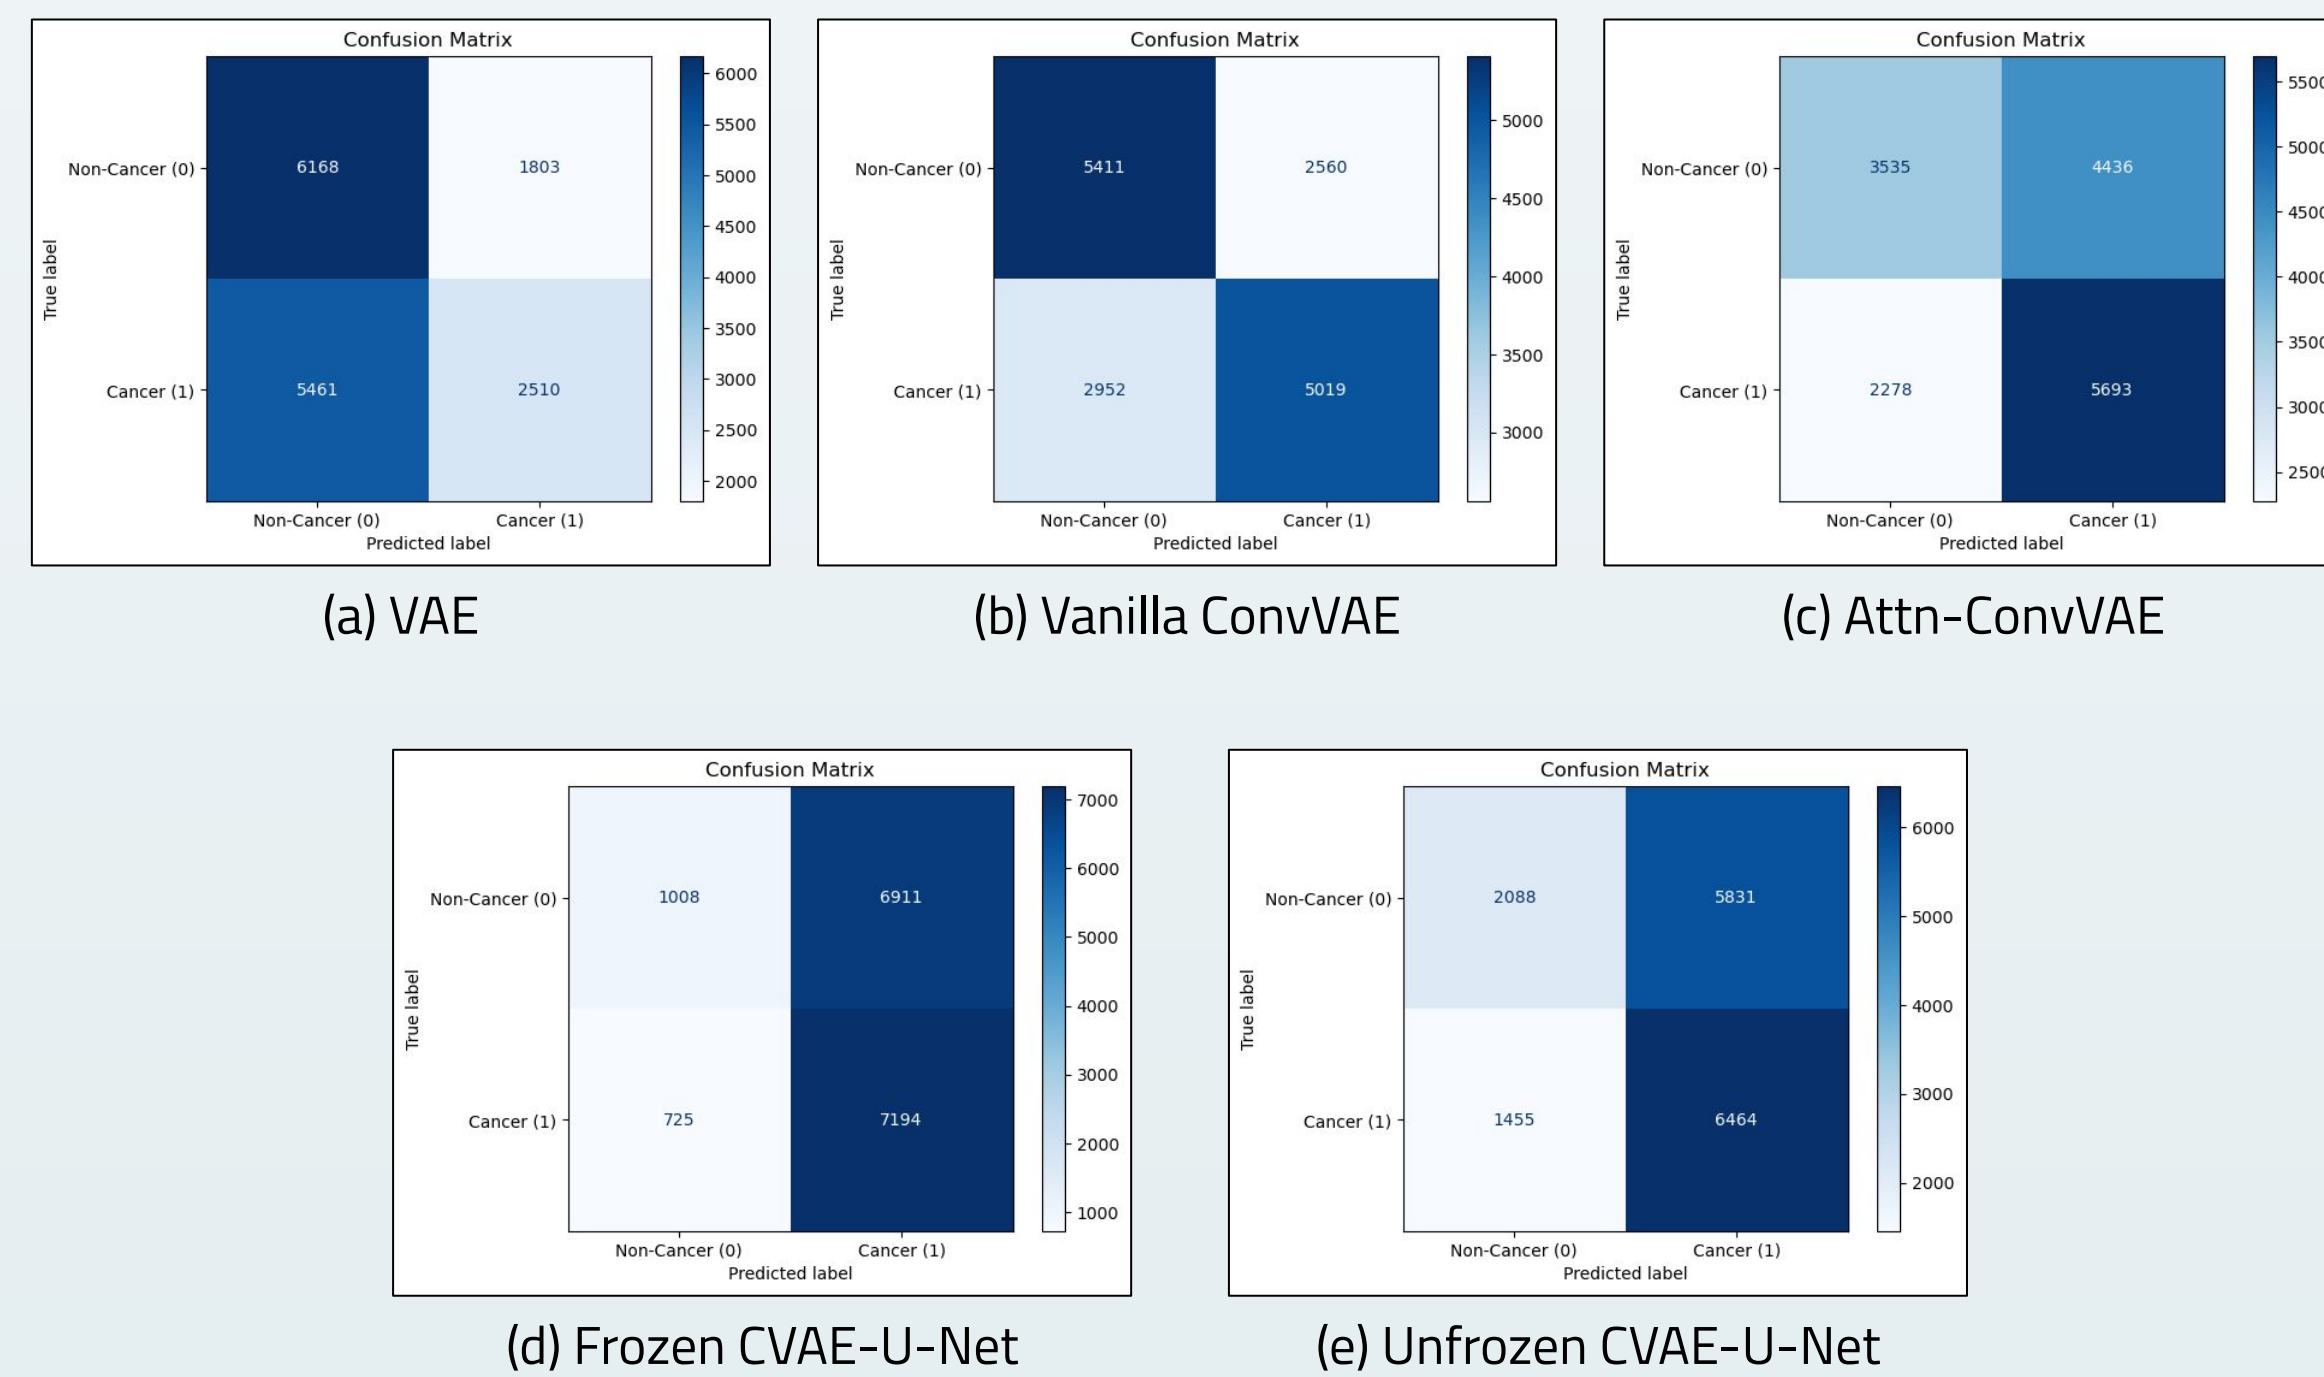 Confusion Matrix
Non-Cancer (0)
6168
1803
Cancer (1)
5461
2510
True label
Non-Cancer (0)
Cancer (1)
Predicted label
6000
5500
5000
4500
4000
3500
3000
2500
2000
(a) VAE
Confusion Matrix
Non-Cancer (0)
5411
2560
Cancer (1)
2952
5019
True label
Non-Cancer (0)
Cancer (1)
Predicted label
5000
4500
4000
3500
3000
(b) Vanilla ConvVAE
Confusion Matrix
Non-Cancer (0)
3535
4436
Cancer (1)
2278
5693
True label
Non-Cancer (0)
Cancer (1)
Predicted label
5500
5000
4500
4000
3500
3000
2500
(c) Attn-ConvVAE
Confusion Matrix
Non-Cancer (0)
1008
6911
Cancer (1)
725
7194
True label
Non-Cancer (0)
Cancer (1)
Predicted label
7000
6000
5000
4000
3000
2000
1000
(d) Frozen CVAE-U-Net
Confusion Matrix
Non-Cancer (0)
2088
5831
Cancer (1)
1455
6464
True label
Non-Cancer (0)
Cancer (1)
Predicted label
6000
5000
4000
3000
2000
(e) Unfrozen CVAE-U-Net